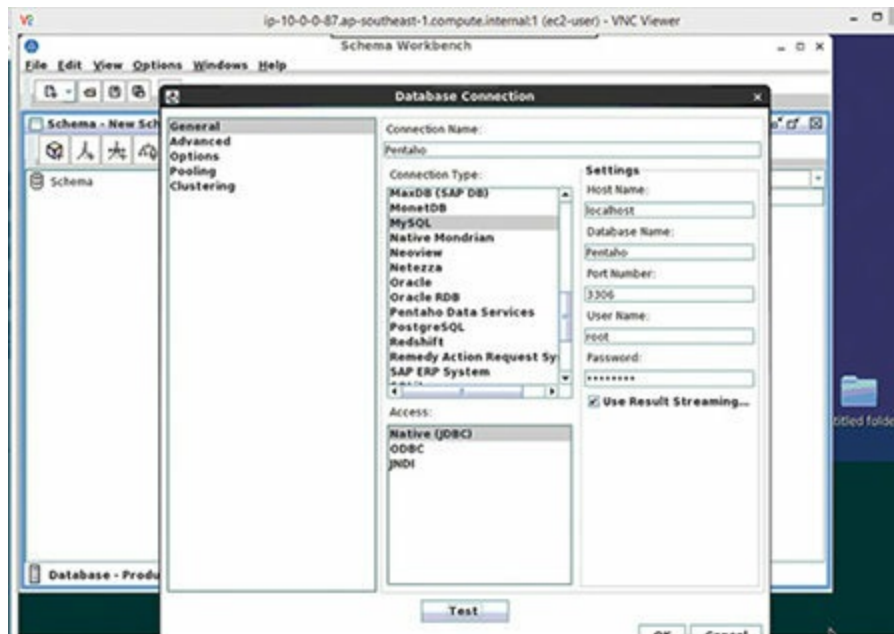 ip-10-0-0-87.ap-southeast-1.compute.internal:1 (ec2-user) - VNC Viewer
Schema Workbench
File Edit View Options Windows Help
Database Connection
Schema - New Sch
Schema
General
Advanced
Options
Pooling
Clustering
Connection Name:
Pentaho
Connection Type:
MaxDB (SAP DB)
MonetDB
MySQL
Native Mondrian
Neoview
Netezza
Oracle
Oracle RDB
Pentaho Data Services
PostgreSQL
Redshift
Remedy Action Request Sy
SAP ERP System
Access:
Native (JDBC)
ODBC
JNDI
Settings
Host Name:
localhost
Database Name:
Pentaho
Port Number:
3306
User Name:
root
Password:
********
Use Result Streaming...
titled folde
Database - Produ
Test
OK Cancel